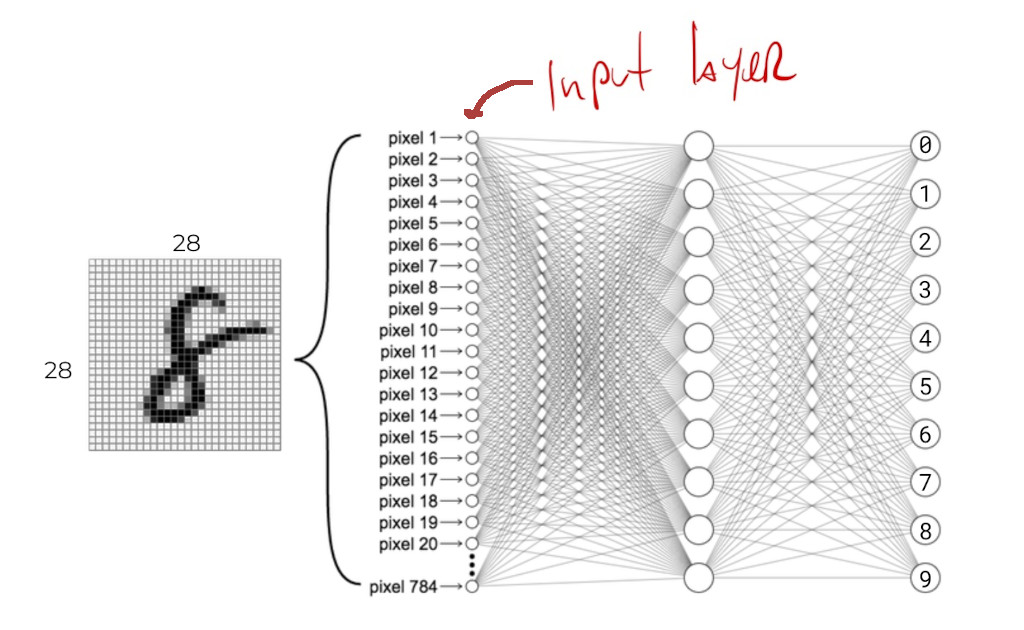 Input layer
28
28
pixel 1
pixel 2
pixel 3
pixel 4
pixel 5
pixel 6
pixel 7
pixel 8
pixel 9
pixel 10
pixel 11
pixel 12
pixel 13
pixel 14
pixel 15
pixel 16
pixel 17
pixel 18
pixel 19
pixel 20
pixel 784
0
1
2
3
4
5
6
7
8
9